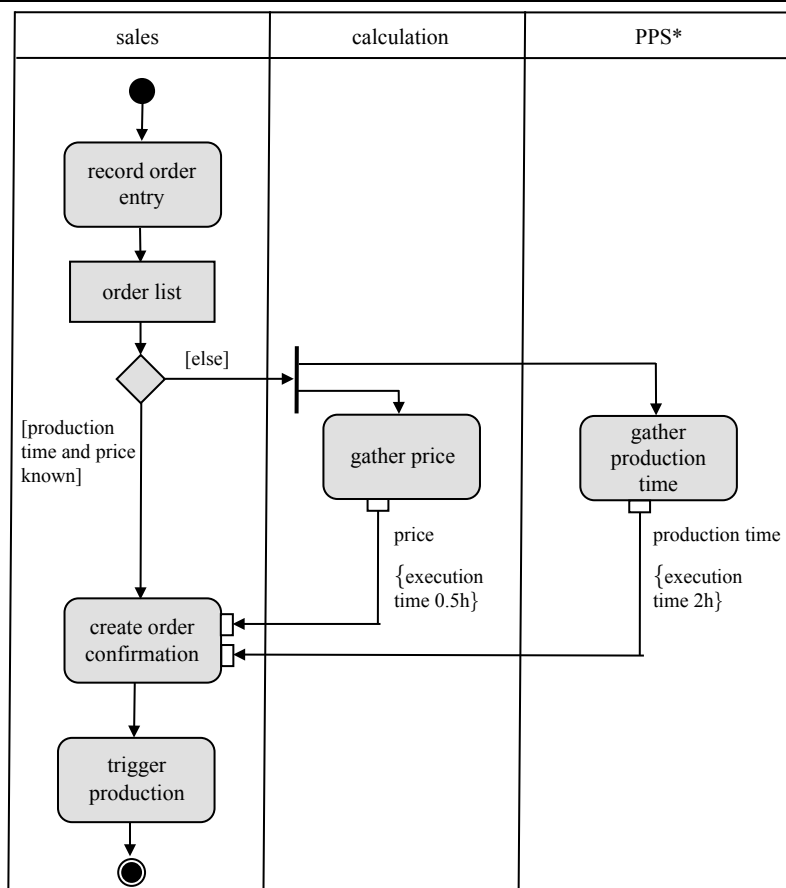 sales
calculation
PPS*
record order
entry
order list
[else]
[production
time and price
known]
gather price
gather
production
time
price
{execution
time 0.5h}
production time
{execution
time 2h}
create order
confirmation
trigger
production